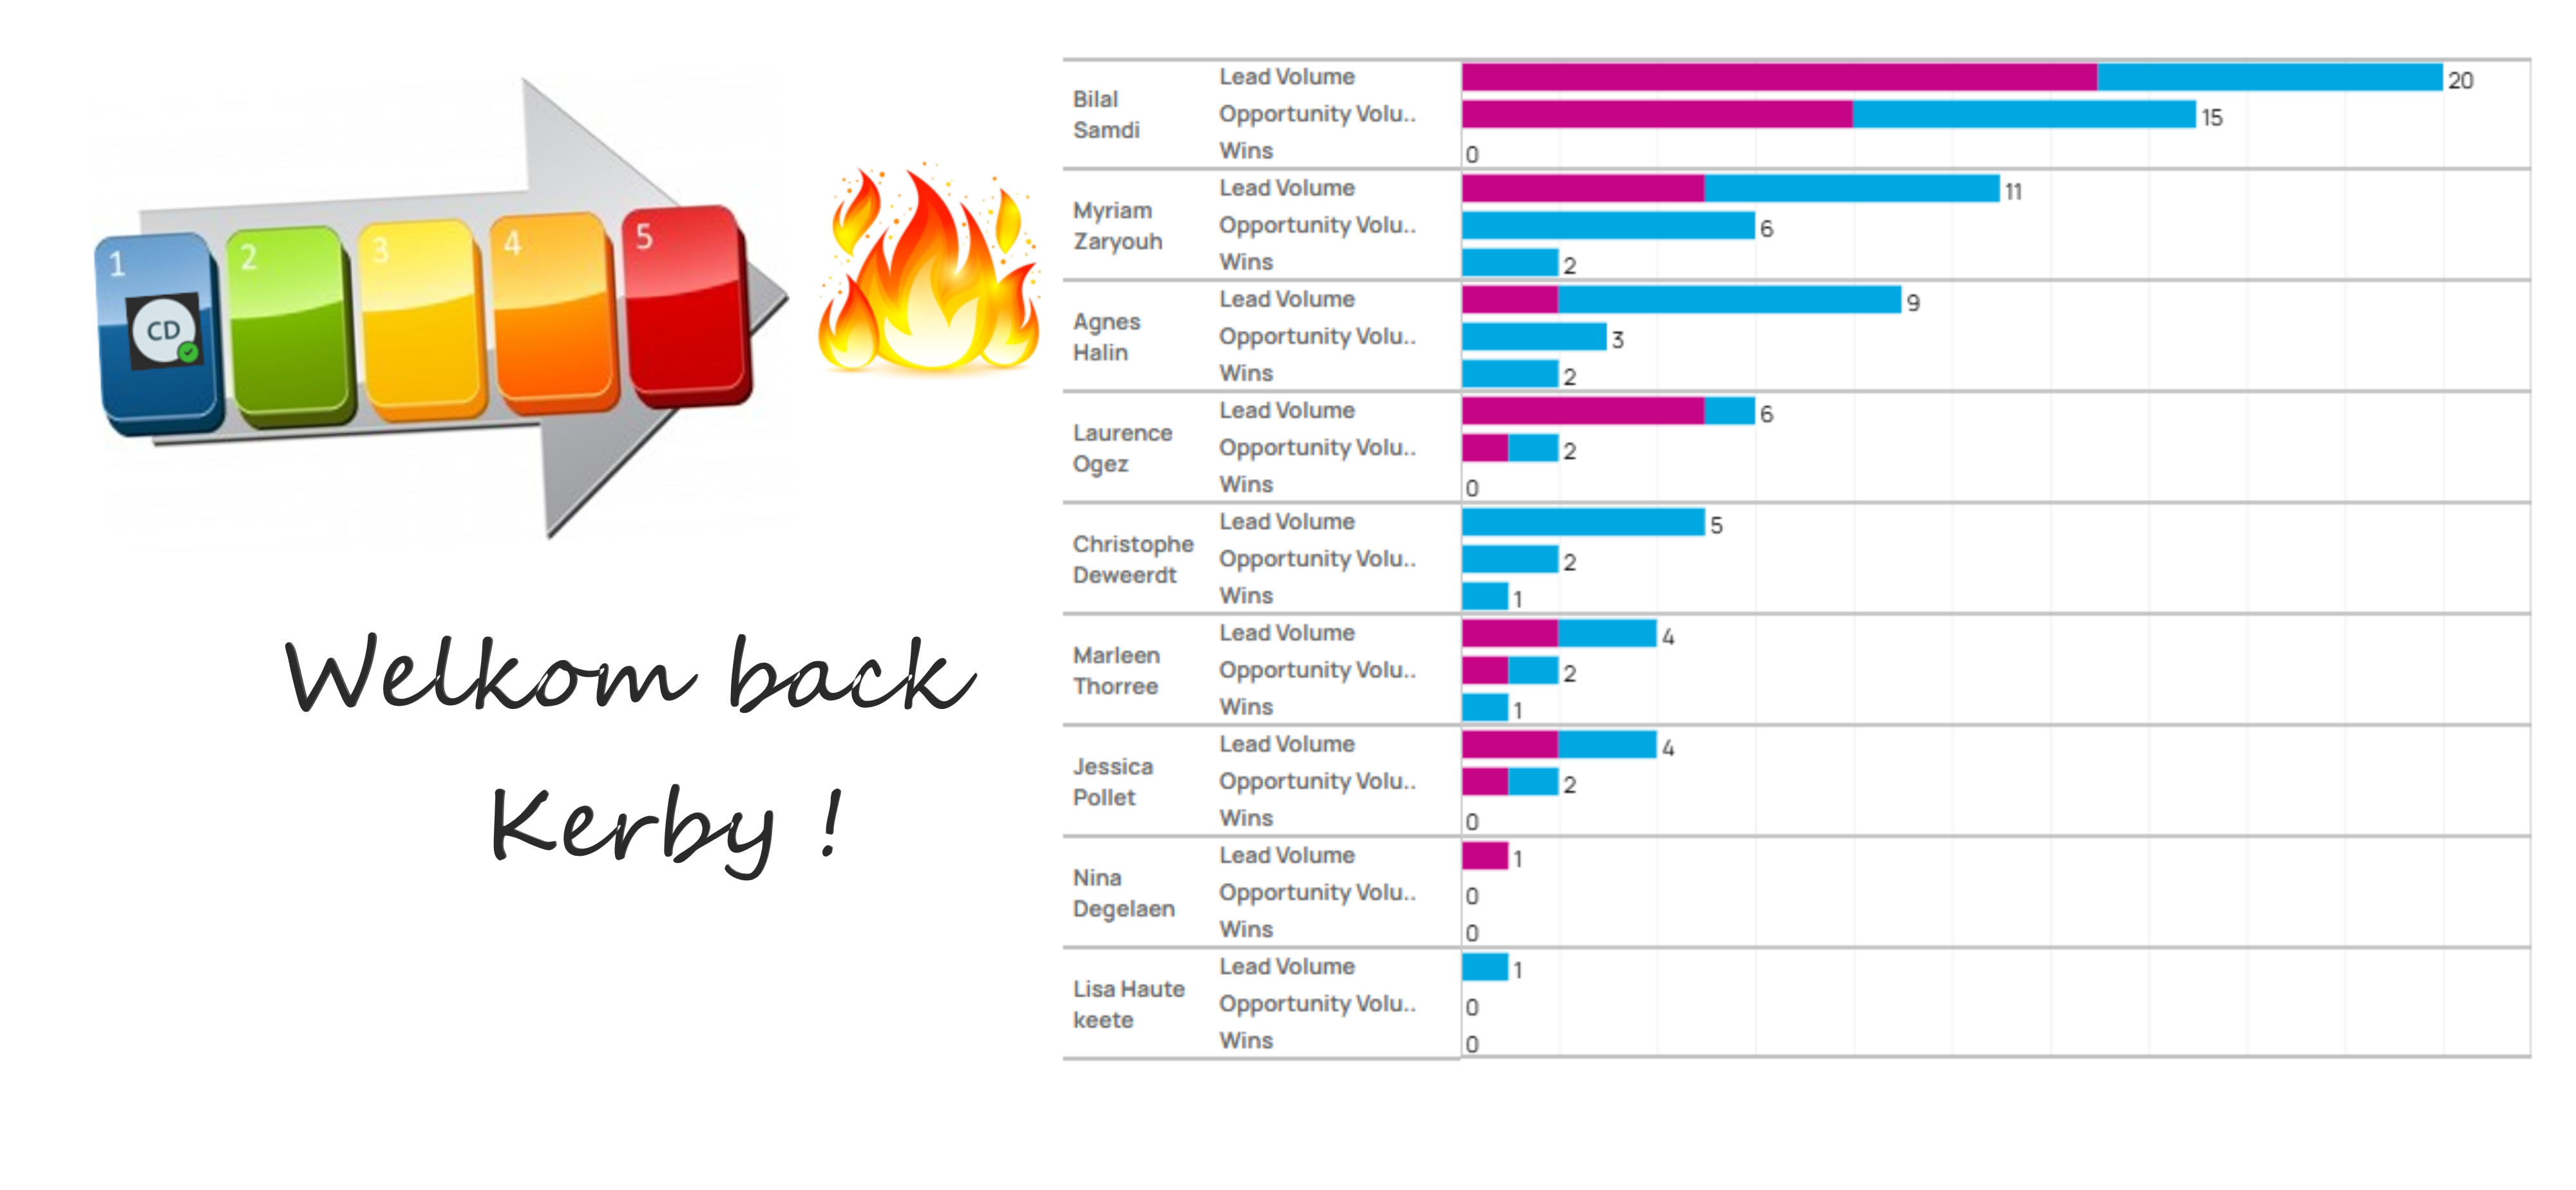 1
2
3
4
5
CD
Welkom back
Kerby !
Bilal
Samdi
Lead Volume
20
Opportunity Volu..
15
Wins
0
Myriam
Zaryouh
Lead Volume
11
Opportunity Volu..
6
Wins
2
Agnes
Halin
Lead Volume
9
Opportunity Volu..
3
Wins
2
Laurence
Ogez
Lead Volume
6
Opportunity Volu..
2
Wins
0
Christophe
Deweerdt
Lead Volume
5
Opportunity Volu..
2
Wins
1
Marleen
Thorree
Lead Volume
4
Opportunity Volu..
2
Wins
1
Jessica
Pollet
Lead Volume
4
Opportunity Volu..
2
Wins
0
Nina
Degelaen
Lead Volume
1
Opportunity Volu..
0
Wins
0
Lisa Haute
keete
Lead Volume
1
Opportunity Volu..
0
Wins
0